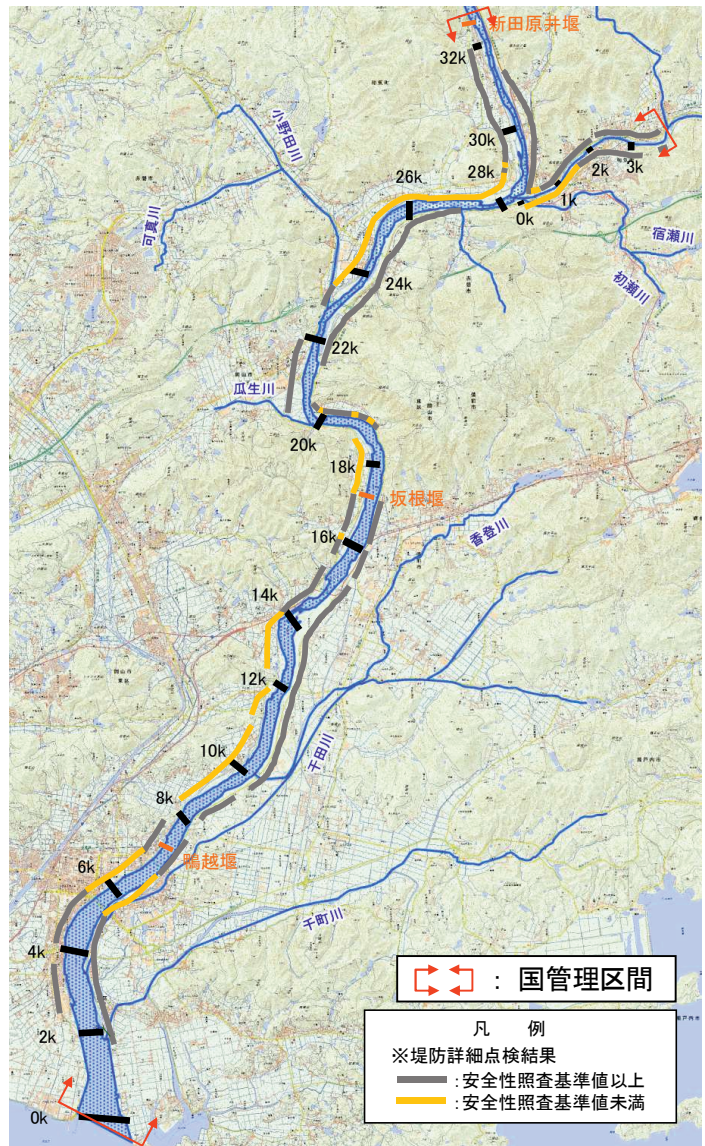 新田原井堰
32k
小野田川
30k
28k
26k
2k
3k
1k
0k
可真川
宿瀬川
初瀬川
24k
22k
瓜生川
20k
18k
坂根堰
香登川
16k
14k
12k
千田川
10k
8k
鴨越堰
6k
千町川
4k
2k
0k
: 国管理区間
凡 例
※堤防詳細点検結果
:安全性照査基準値以上
:安全性照査基準値未満